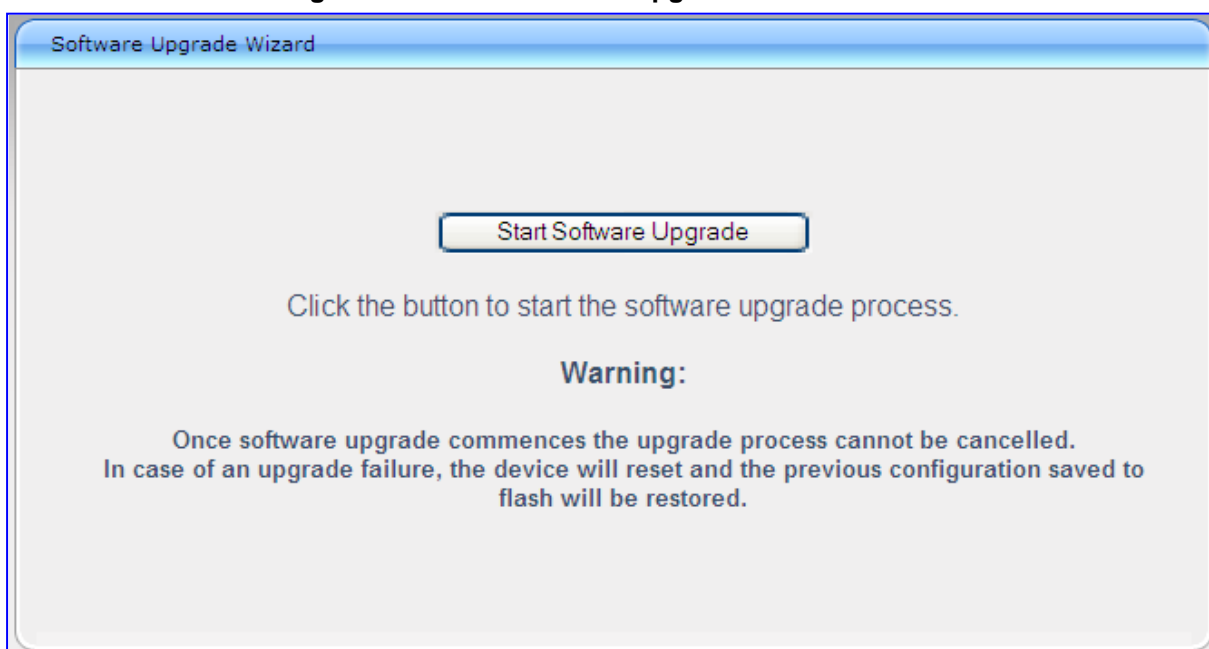 Software Upgrade Wizard
Start Software Upgrade
Click the button to start the software upgrade process.
Warning:
Once software upgrade commences the upgrade process cannot be cancelled.
In case of an upgrade failure, the device will reset and the previous configuration saved to
flash will be restored.